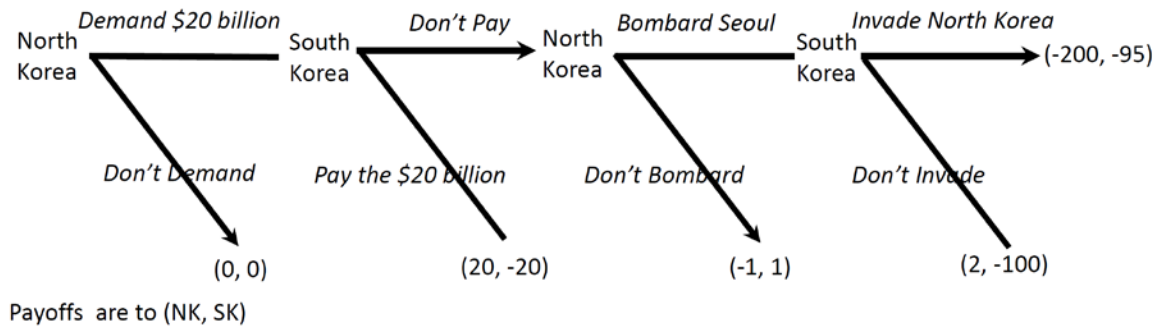 Demand $20 billion
Don't Pay
Bombard Seoul
Invade North Korea
North
Korea
South
Korea
North
Korea
South
Korea
(-200, -95)
Don't Demand
Pay the $20 billion
Don't Bombard
Don't Invade
(0, 0)
(20, -20)
(-1, 1)
(2, -100)
Payoffs are to (NK, SK)